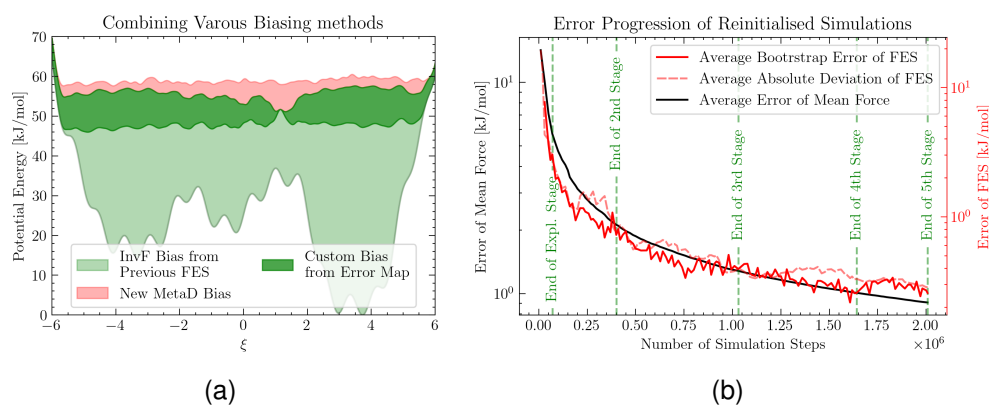 Combining Varous Biasing methods
Potential Energy [kJ/mol]
70
60
50
40
30
20
10
0
InvF Bias from
Previous FES
New MetaD Bias
Custom Bias
from Error Map
−6
−4
−2
0
2
4
6
ξ
(a)
Error Progression of Reinitialised Simulations
Error of Mean Force [kJ/mol]
10¹
10⁰
Average Bootrstrap Error of FES
Average Absolute Deviation of FES
Average Error of Mean Force
End of Expl. Stage
End of 2nd Stage
End of 3rd Stage
End of 4th Stage
End of 5th Stage
10¹
10⁰
Error of FES [kJ/mol]
0.00
0.25
0.50
0.75
1.00
1.25
1.50
1.75
2.00
Number of Simulation Steps
×10⁶
(b)